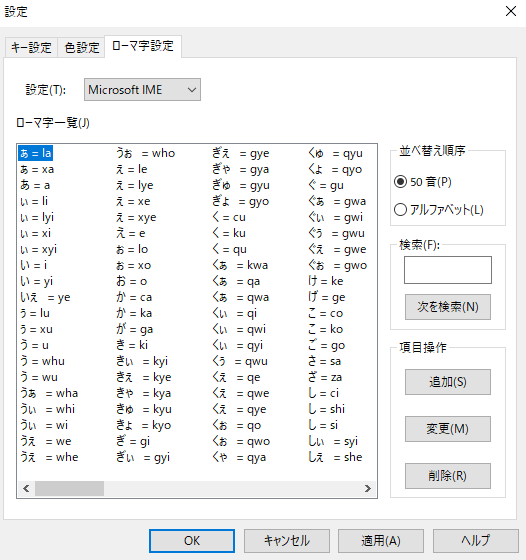 設定
キー設定 色設定 ローマ字設定
設定(T): Microsoft IME
ローマ字一覧(J)
ぁ = la
ぁ = xa
あ = a
ぃ = li
ぃ = lyi
ぃ = xi
ぃ = xyi
い = i
い = yi
いぇ = ye
ぅ = lu
ぅ = xu
う = u
う = whu
う = wu
うぁ = wha
うぃ = whi
うぃ = wi
うぇ = we
うぇ = whe
うぉ = who
ぇ = le
ぇ = lye
ぇ = xe
ぇ = xye
え = e
ぉ = lo
ぉ = xo
お = o
か = ca
か = ka
が = ga
き = ki
きぃ = kyi
きぇ = kye
きゃ = kya
きゅ = kyu
きょ = kyo
ぎ = gi
ぎぃ = gyi
ぎぇ = gye
ぎゃ = gya
ぎゅ = gyu
ぎょ = gyo
く = cu
く = ku
く = qu
くぁ = kwa
くぁ = qa
くぁ = qwa
くぃ = qi
くぃ = qwi
くぃ = qyi
くぅ = qwu
くぇ = qe
くぇ = qwe
くぇ = qye
くぉ = qo
くぉ = qwo
くゃ = qya
くゅ = qyu
くょ = qyo
ぐ = gu
ぐぁ = gwa
ぐぃ = gwi
ぐぅ = gwu
ぐぇ = gwe
ぐぉ = gwo
け = ke
げ = ge
こ = co
こ = ko
ご = go
さ = sa
ざ = za
し = ci
し = shi
し = si
しぃ = syi
しぇ = she
並べ替え順序
50 音(P)
アルファベット(L)
検索(F):
次を検索(N)
項目操作
追加(S)
変更(M)
削除(R)
OK キャンセル 適用(A) ヘルプ